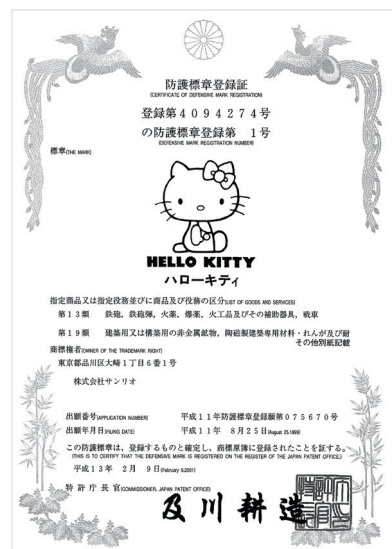 防護標章登録証
(CERTIFICATE OF DEFENSIVE MARK REGISTRATION)
登録第4094274号
の防護標章登録第 1号
(DEFENSIVE MARK REGISTRATION NUMBER)
標章(THE MARK)
HELLO KITTY
ハローキティ
指定商品又は指定役務並びに商品及び役務の区分(LIST OF GOODS AND SERVICES)
第13類 鉄砲，鉄砲弾，火薬，爆薬，火工品及びその補助器具，戦車
第19類 建築用又は構築用の非金属鉱物，陶磁製建築専用材料・れんが及び耐
その他別紙記載
商標権者(OWNER OF THE TRADEMARK RIGHT)
東京都品川区大崎1丁目6番1号
株式会社サンリオ
出願番号(APPLICATION NUMBER) 平成11年防護標章登録願第075670号
出願年月日(FILING DATE) 平成11年 8月25日(August 25,1999)
この防護標章は、登録するものと確定し、商標原簿に登録されたことを証する。
(THIS IS TO CERTIFY THAT THE DEFENSIVE MARK IS REGISTERED ON THE REGISTER OF THE JAPAN PATENT OFFICE.)
平成13年 2月 9日(February 9,2001)
特許庁長官(COMMISSIONER, JAPAN PATENT OFFICE)
及川耕造